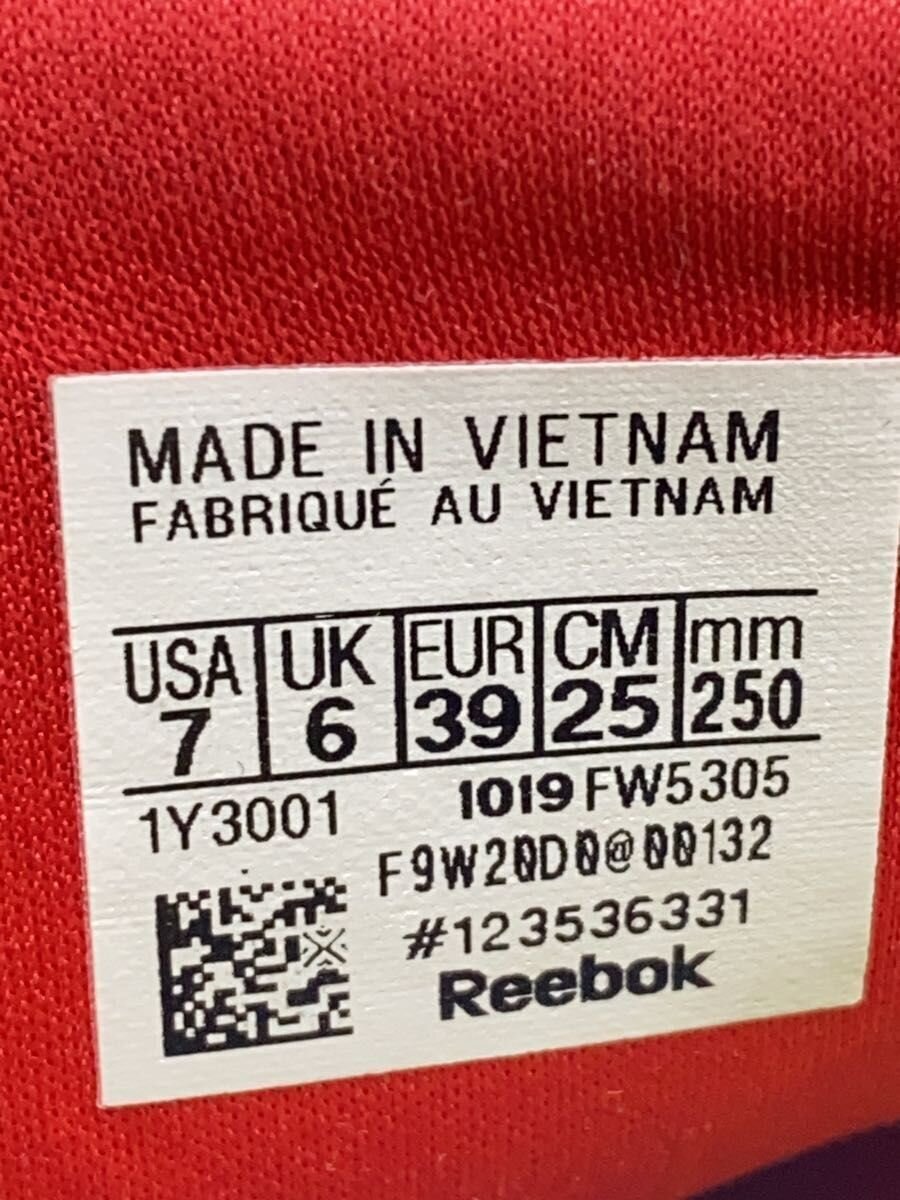 MADE IN VIETNAM
FABRIQUÉ AU VIETNAM
USA UK EUR CM mm
7 6 39 25 250
1Y3001 1019 FW5305
F9W20D0@00132
#123536331
Reebok